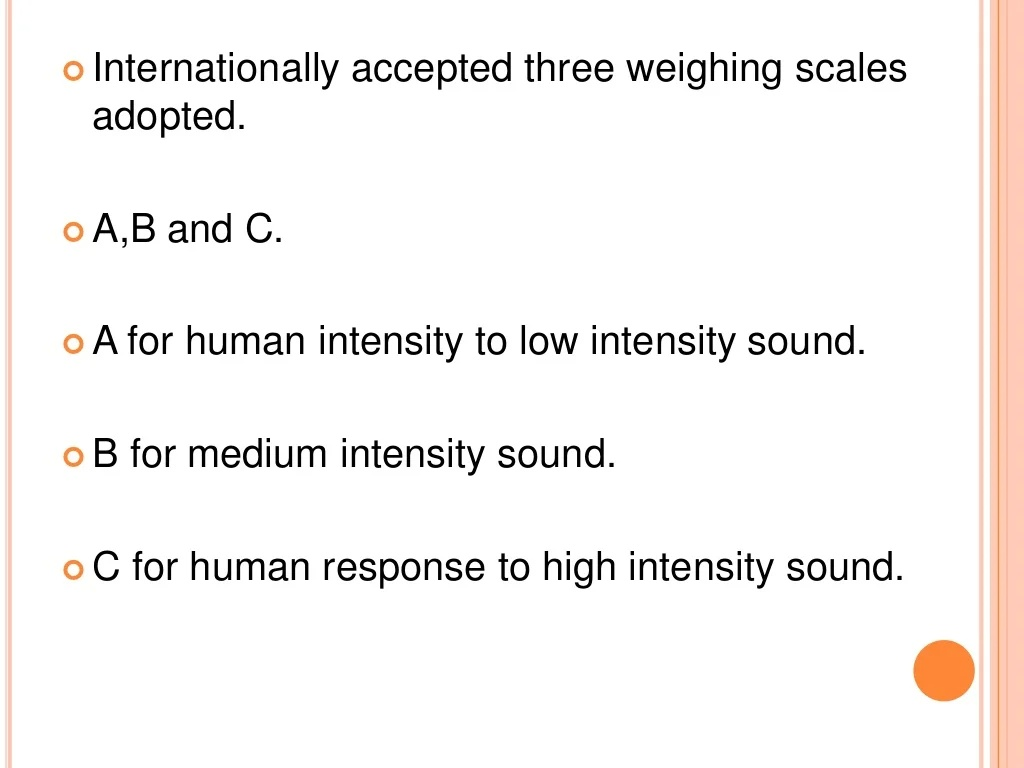 Internationally accepted three weighing scales
adopted.
A,B and C.
A for human intensity to low intensity sound.
B for medium intensity sound.
C for human response to high intensity sound.